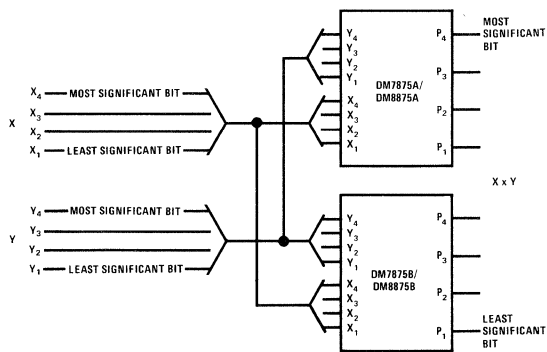 MOST
SIGNIFICANT
BIT
Y4
Y3
Y2
Y1
X4
X3
X2
X1
DM7875A/
DM8875A
P4
P3
P2
P1
X
X4 MOST SIGNIFICANT BIT
X3
X2
X1 LEAST SIGNIFICANT BIT
X x Y
Y
Y4 MOST SIGNIFICANT BIT
Y3
Y2
Y1 LEAST SIGNIFICANT BIT
Y4
Y3
Y2
Y1
X4
X3
X2
X1
DM7875B/
DM8875B
P4
P3
P2
P1
LEAST
SIGNIFICANT
BIT